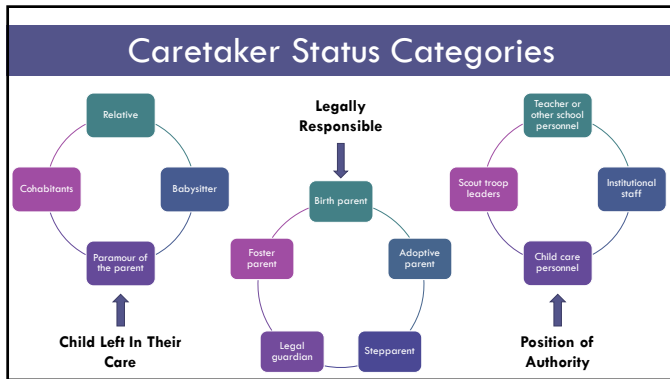 Caretaker Status Categories
Relative
Babysitter
Paramour of
the parent
Cohabitants
Child Left In Their
Care
Legally
Responsible
Birth parent
Adoptive
parent
Stepparent
Legal
guardian
Foster
parent
Teacher or
other school
personnel
Institutional
staff
Child care
personnel
Scout troop
leaders
Position of
Authority